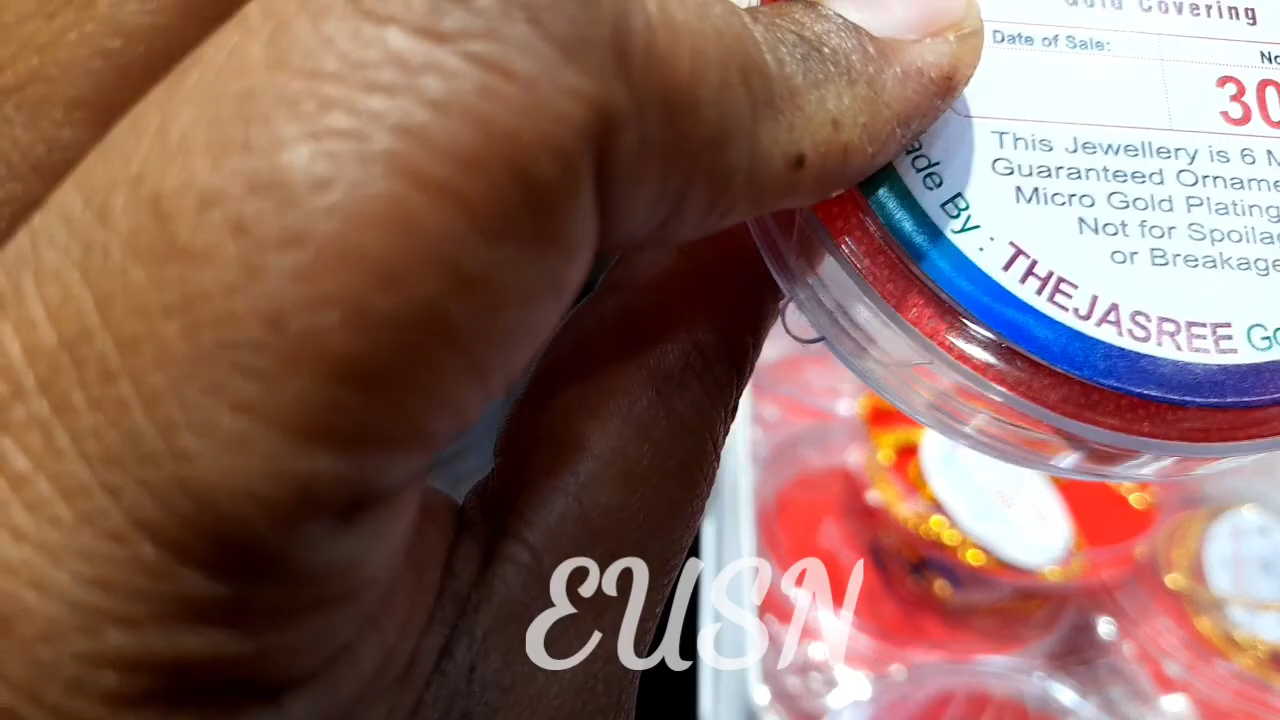 Gold Covering
Date of Sale:
No
30
This Jewellery is 6 M
Guaranteed Orname
Micro Gold Plating
Not for Spoilag
or Breakage
ade By : THEJASREE GO
EUSN